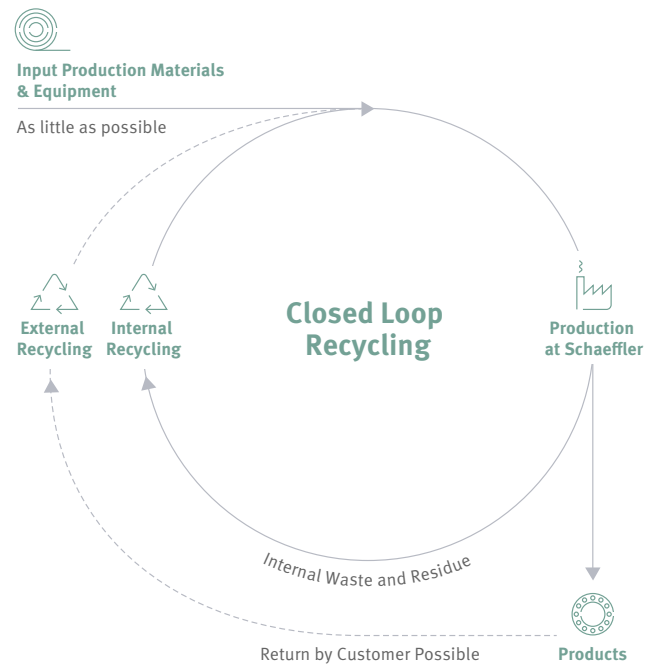 Input Production Materials
& Equipment
As little as possible
External
Recycling
Internal
Recycling
Closed Loop
Recycling
Production
at Schaeffler
Internal Waste and Residue
Return by Customer Possible
Products